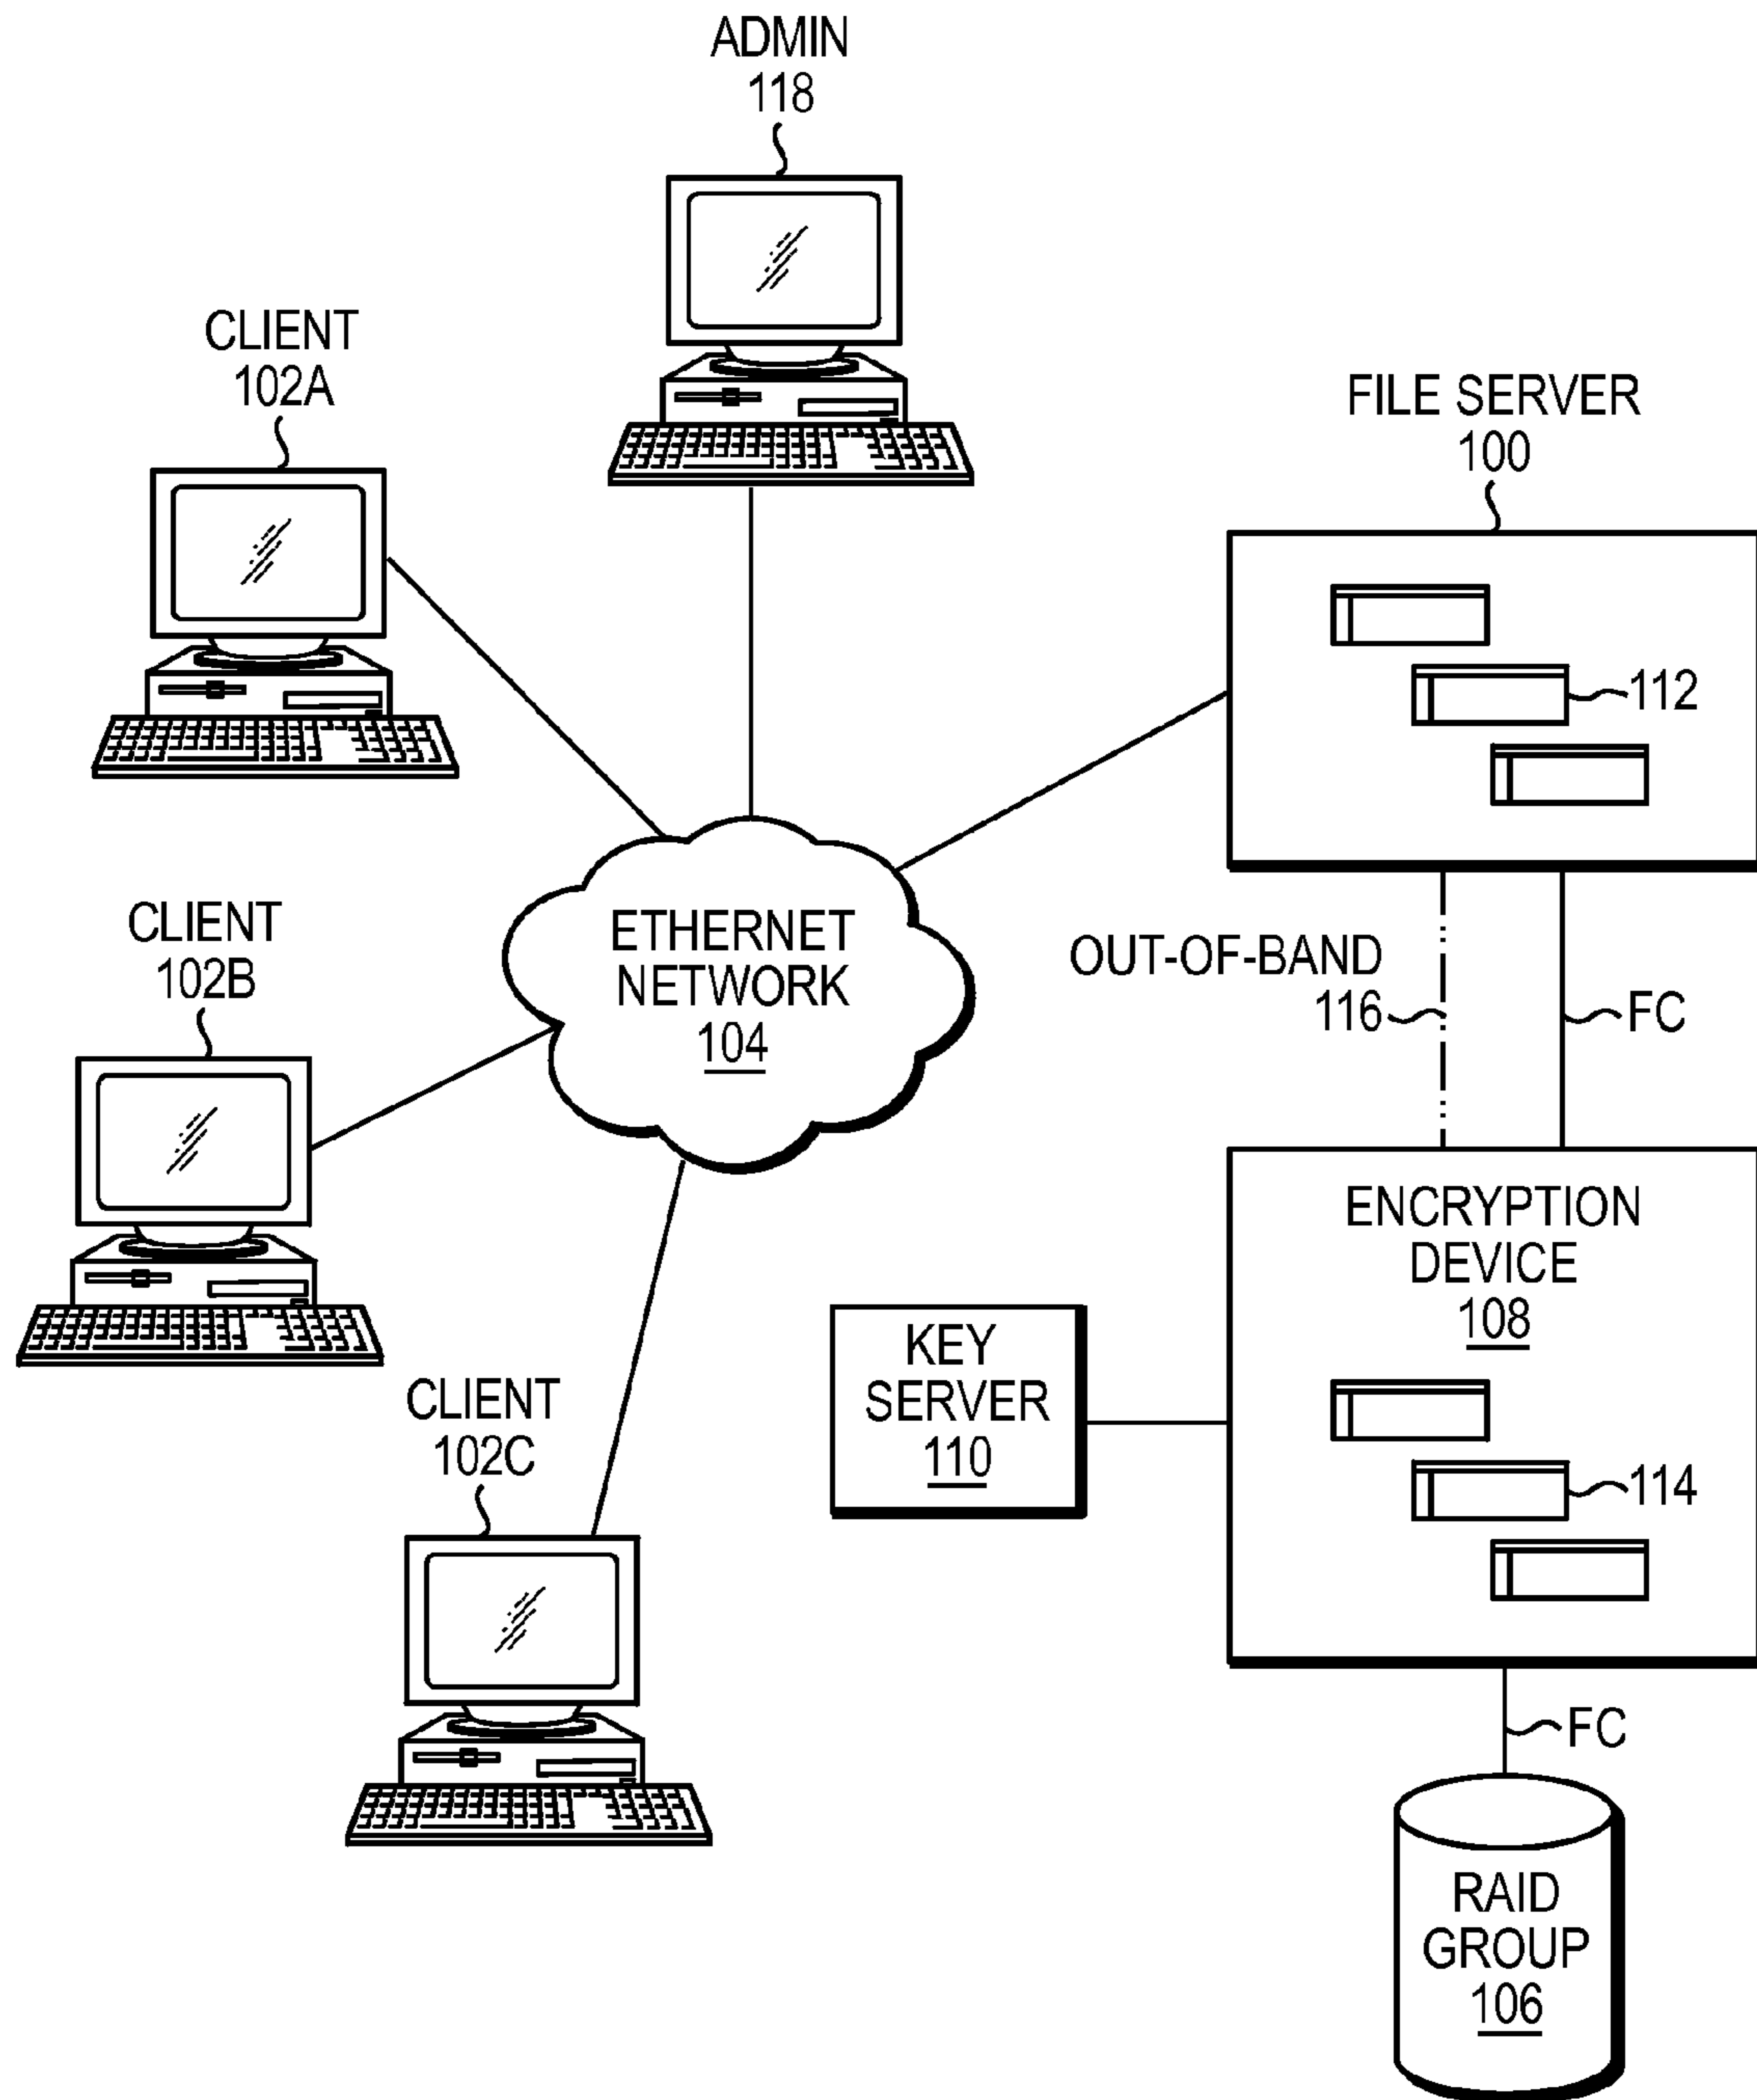 ADMIN
118
CLIENT
102A
FILE SERVER
100
112
CLIENT
102B
ETHERNET
NETWORK
104
OUT-OF-BAND
116
FC
ENCRYPTION
DEVICE
108
KEY
SERVER
110
CLIENT
102C
114
FC
RAID
GROUP
106